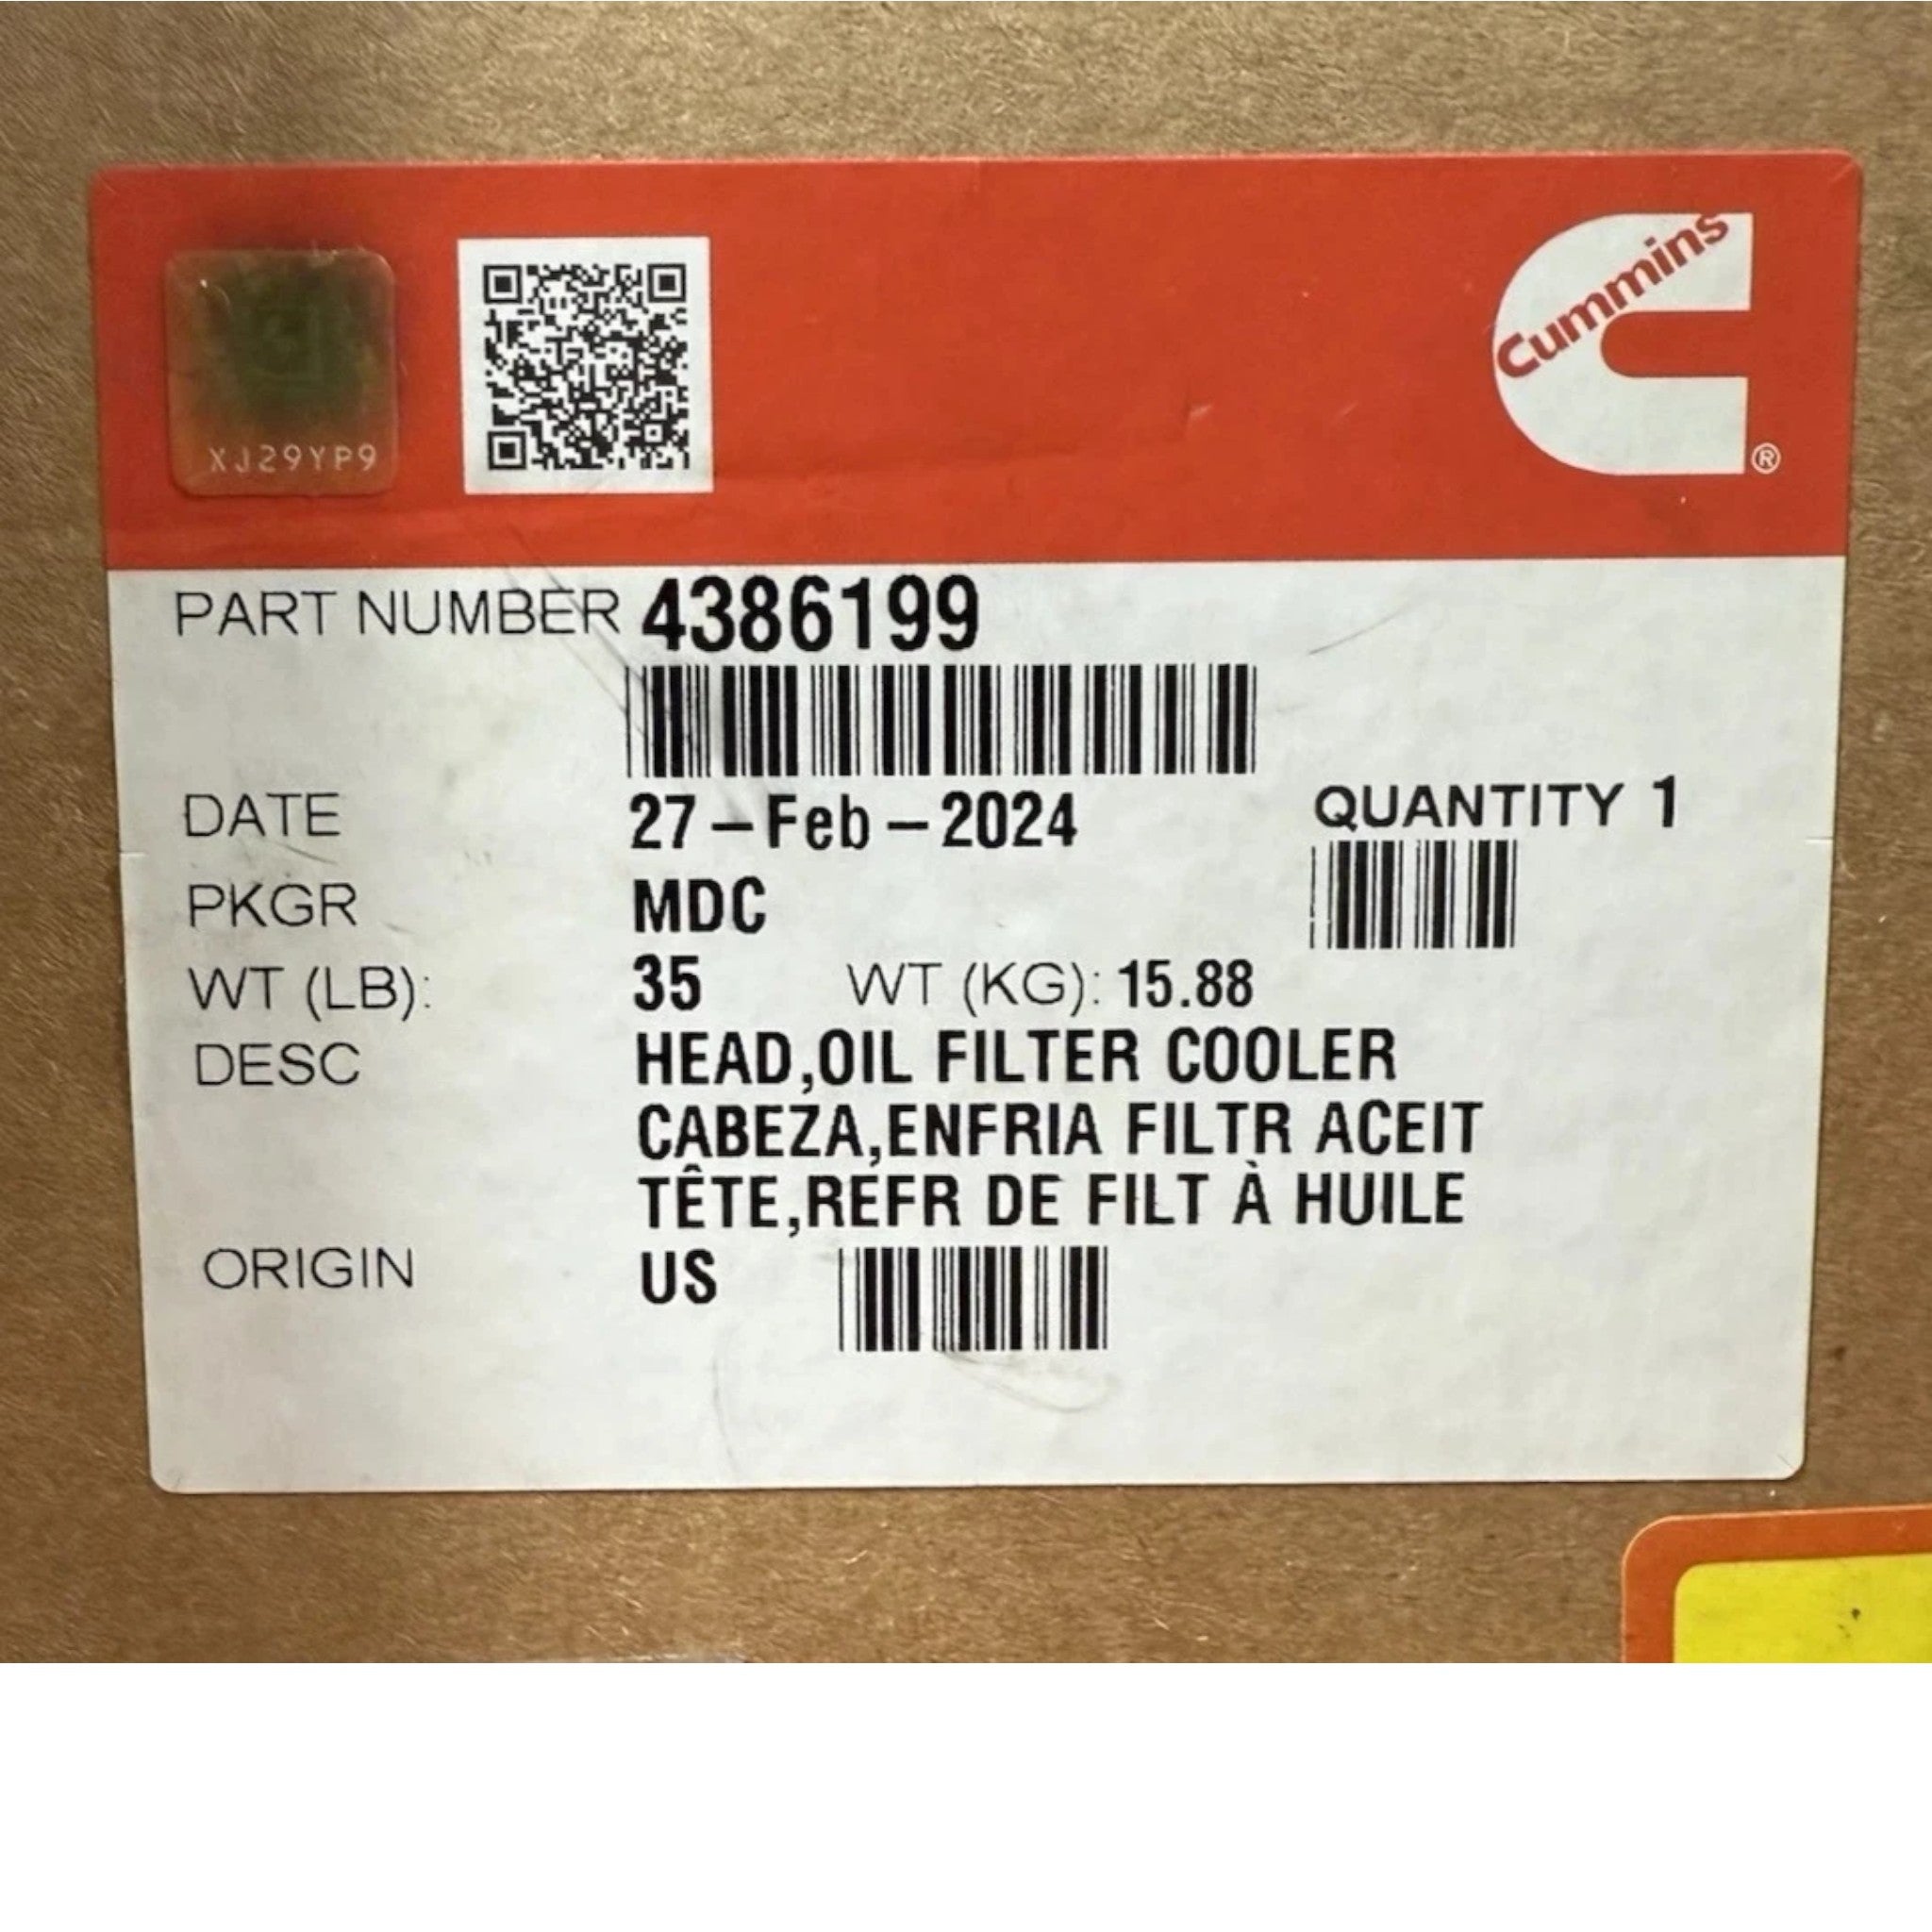 XJ29YP9
Cummins
®
PART NUMBER 4386199
DATE 27-Feb-2024 QUANTITY 1
PKGR MDC
WT (LB): 35 WT (KG): 15.88
DESC HEAD,OIL FILTER COOLER
CABEZA,ENFRIA FILTR ACEIT
TÊTE,REFR DE FILT À HUILE
ORIGIN US